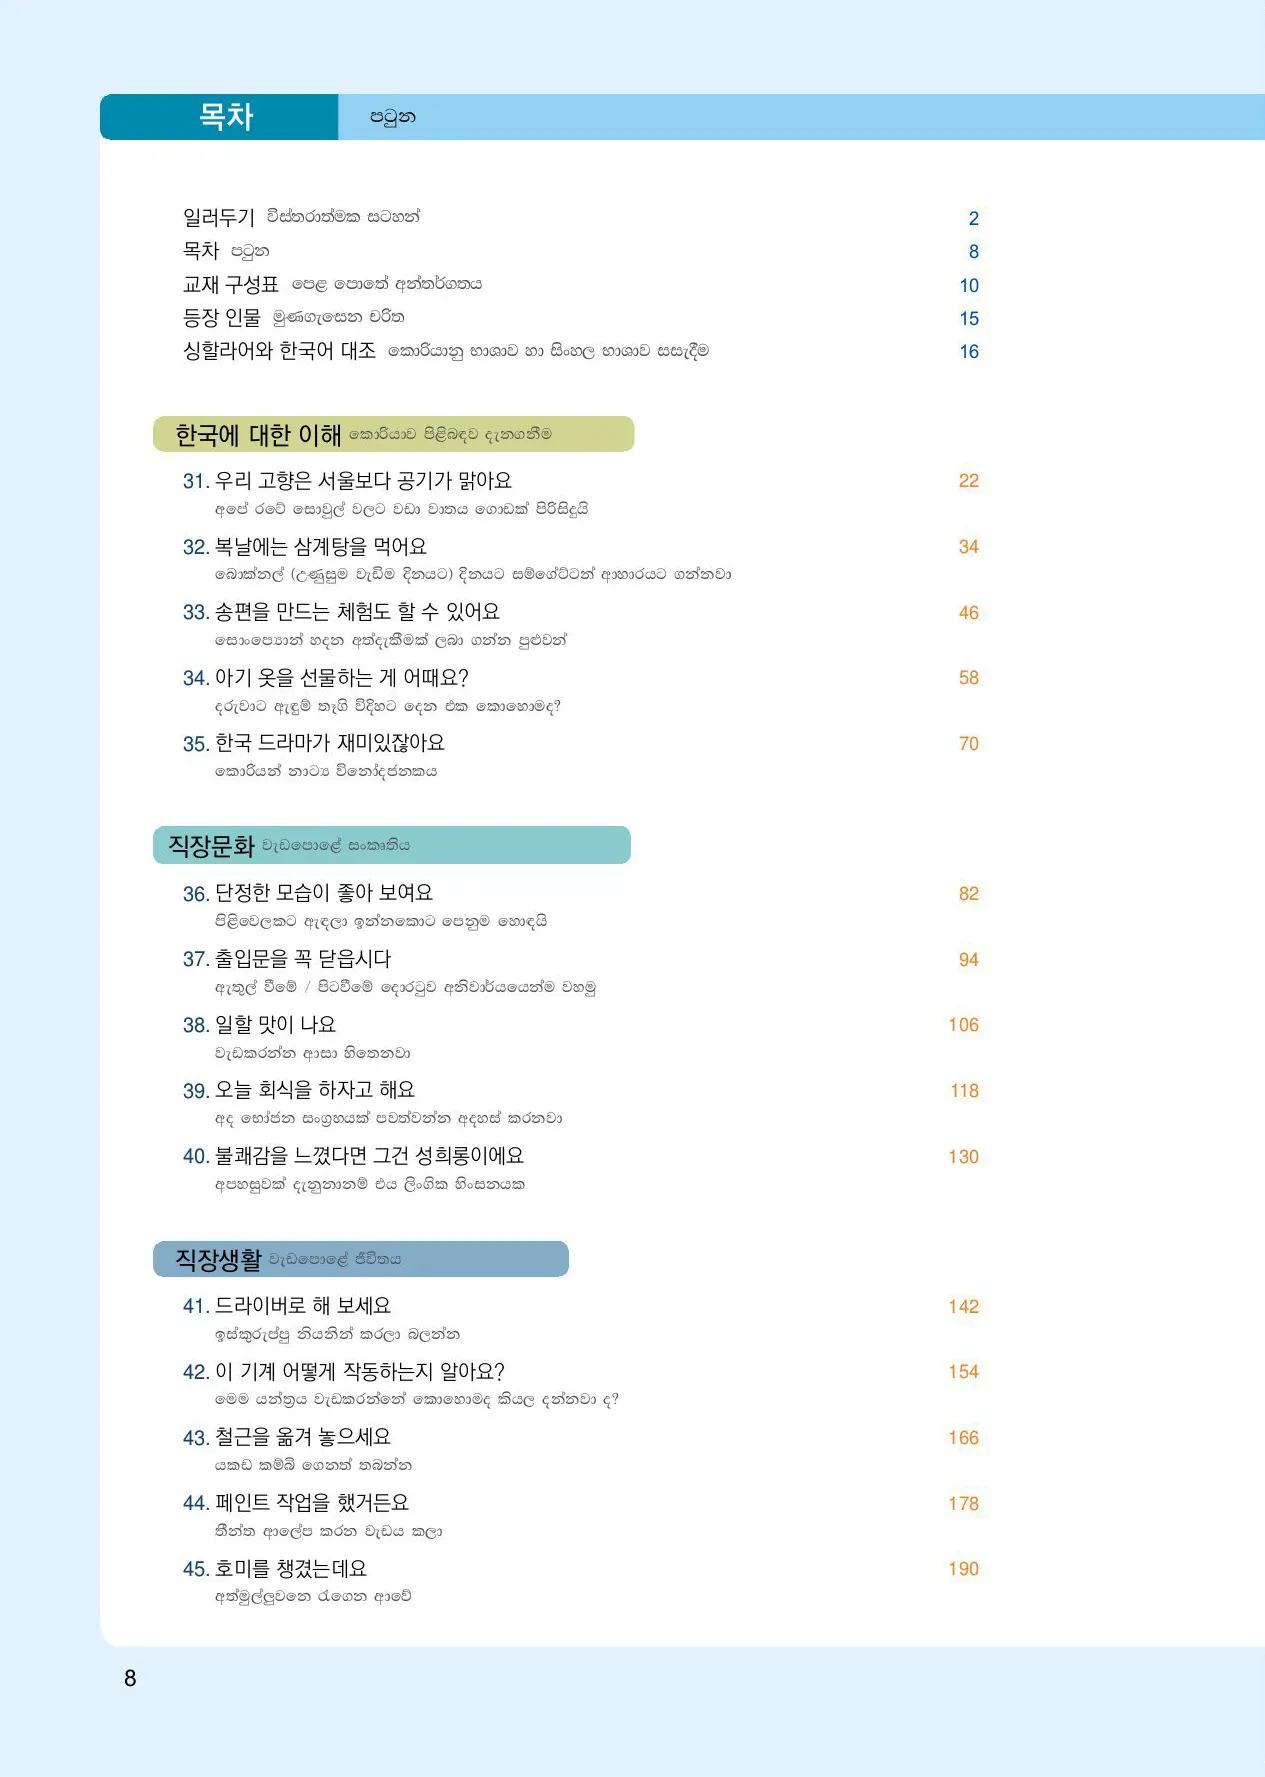 목차 පටුන
일러두기 විස්තරාත්මක සටහන් 2
목차 පටුන 8
교재 구성표 පෙළ පොතේ අන්තර්ගතය 10
등장 인물 මුණගැසෙන චරිත 15
싱할라어와 한국어 대조 කොරියානු භාශාව හා සිංහල භාශාව සසැදීම 16
한국에 대한 이해 කොරියාව පිළිබඳව දැනගනීම
31. 우리 고향은 서울보다 공기가 맑아요 22
අපේ රටේ සොවුල් වලට වඩා වාතය ගොඩක් පිරිසිදුයි
32. 복날에는 삼계탕을 먹어요 34
බොක්නල් (උණුසුම වැඩිම දිනයට) දිනයට සම්ගේට්ටන් ආහාරයට ගන්නවා
33. 송편을 만드는 체험도 할 수 있어요 46
සොංප්‍යොන් හදන අත්දැකීමක් ලබා ගන්න පුළුවන්
34. 아기 옷을 선물하는 게 어때요? 58
දරුවාට ඇඳුම් තෑගි විදිහට දෙන එක කොහොමද?
35. 한국 드라마가 재미있잖아요 70
කොරියන් නාට්‍ය විනෝදජනකය
직장문화 වැඩපොළේ සංකෘතිය
36. 단정한 모습이 좋아 보여요 82
පිළිවෙලකට ඇඳලා ඉන්නකොට පෙනුම හොඳයි
37. 출입문을 꼭 닫읍시다 94
ඇතුල් වීමේ / පිටවීමේ දොරටුව අනිවාර්යයෙන්ම වහමු
38. 일할 맛이 나요 106
වැඩකරන්න ආසා හිතෙනවා
39. 오늘 회식을 하자고 해요 118
අද භෝජන සංග්‍රහයක් පවත්වන්න අදහස් කරනවා
40. 불쾌감을 느꼈다면 그건 성희롱이에요 130
අපහසුවක් දැනුනානම් එය ලිංගික හිංසනයක
직장생활 වැඩපොළේ ජීවිතය
41. 드라이버로 해 보세요 142
ඉස්කුරුප්පු නියනින් කරලා බලන්න
42. 이 기계 어떻게 작동하는지 알아요? 154
මෙම යන්ත්‍රය වැඩකරන්නේ කොහොමද කියල දන්නවා ද?
43. 철근을 옮겨 놓으세요 166
යකඩ කම්බි ගෙනත් තබන්න
44. 페인트 작업을 했거든요 178
තීන්ත ආලේප කරන වැඩය කලා
45. 호미를 챙겼는데요 190
අත්මුල්ලුවනෙ රැගෙන ආවේ
8